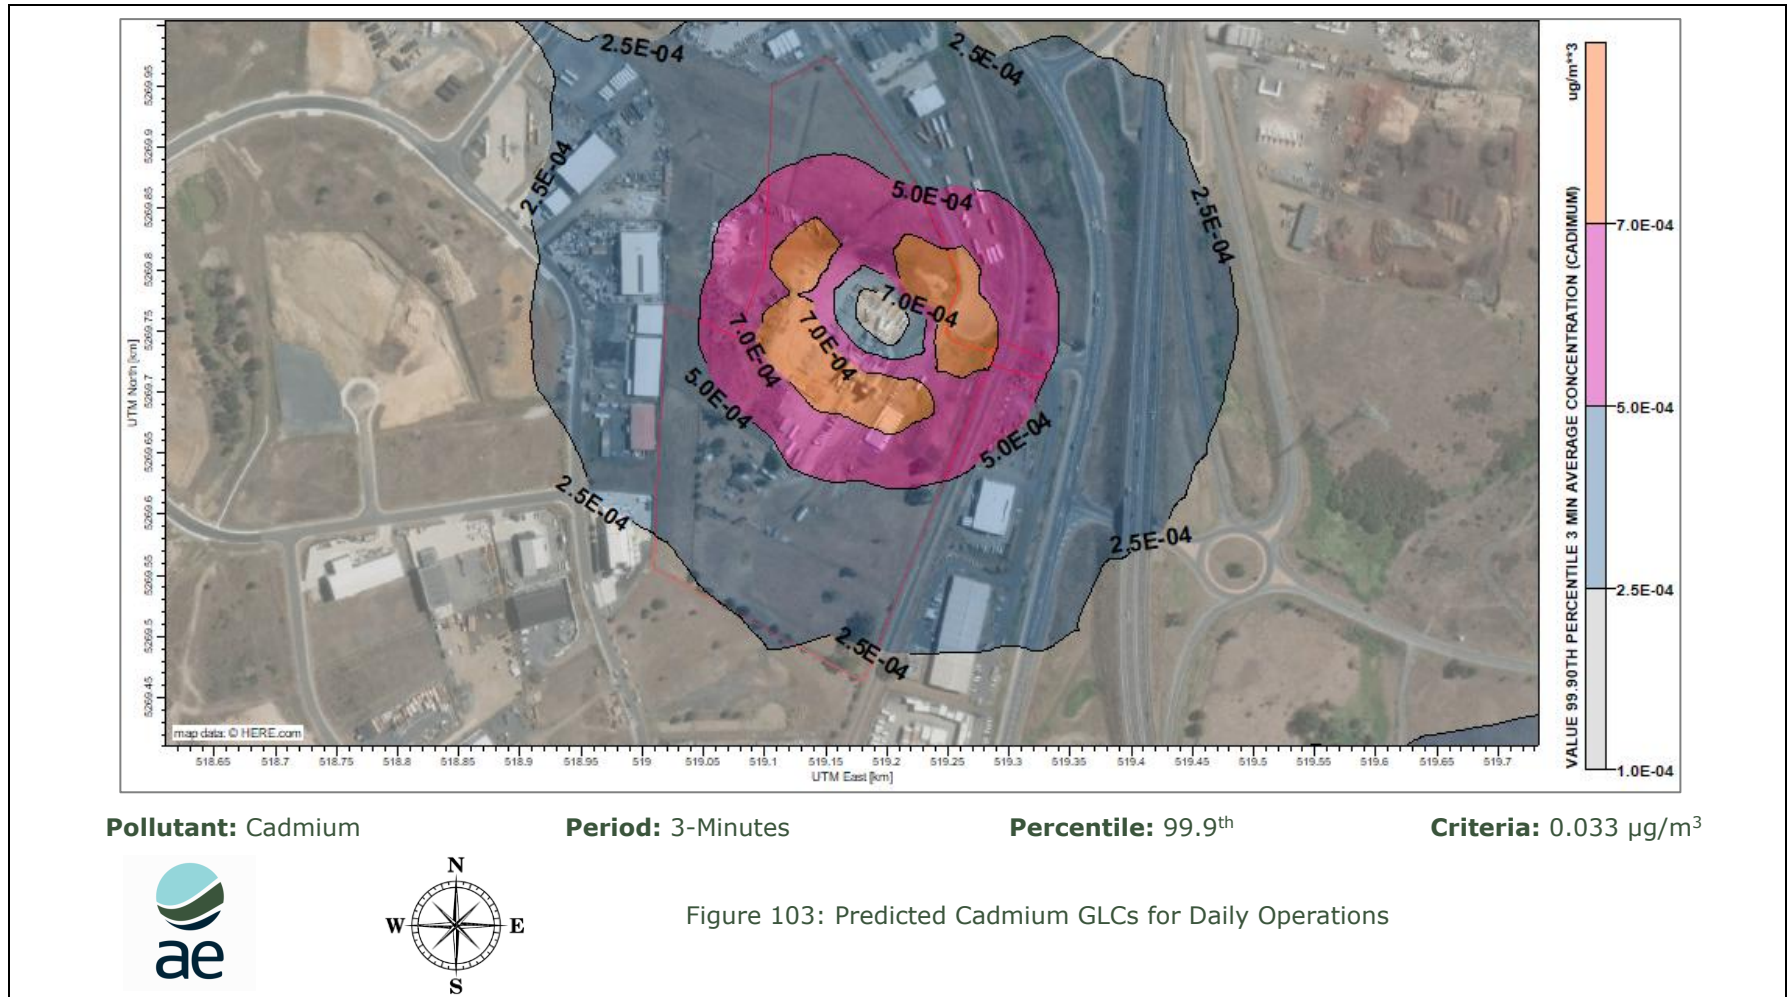 2.5E-04
2.5E-04
2.5E-04
2.5E-04
5.0E-04
7.0E-04
7.0E-04
7.0E-04
5.0E-04
5.0E-04
2.5E-04
2.5E-04
2.5E-04
map data: © HERE.com
UTM North [km]
5269.95
5269.9
5269.85
5269.8
5269.75
5269.7
5269.65
5269.6
5269.55
5269.5
5269.45
518.65 518.7 518.75 518.8 518.85 518.9 518.95 519 519.05 519.1 519.15 519.2 519.25 519.3 519.35 519.4 519.45 519.5 519.55 519.6 519.65 519.7
UTM East [km]
VALUE 99.90TH PERCENTILE 3 MIN AVERAGE CONCENTRATION (CADIMUM) ug/m**3
7.0E-04
5.0E-04
2.5E-04
1.0E-04
Pollutant: Cadmium Period: 3-Minutes Percentile: 99.9th Criteria: 0.033 µg/m3
ae
N
W E
S
Figure 103: Predicted Cadmium GLCs for Daily Operations